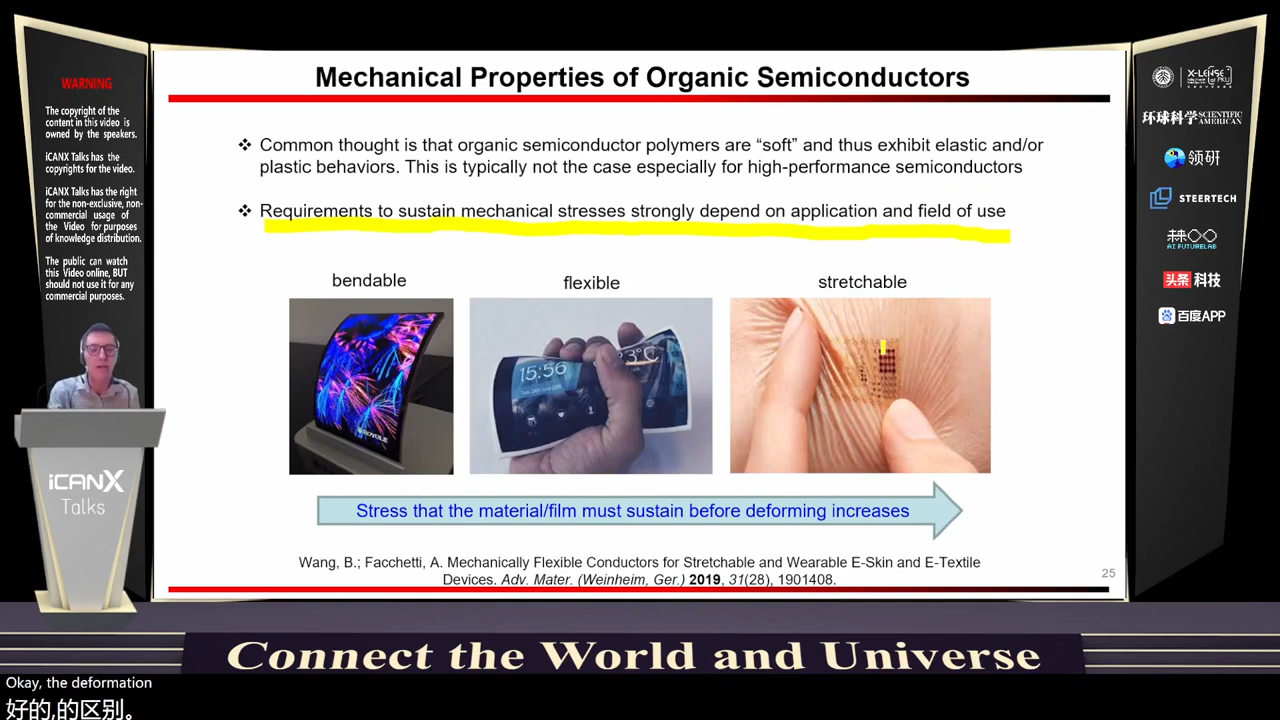 WARNING
The copyright of the
content in this video is
owned by the speakers.
iCANX Talks has the
copyrights for the video.
iCANX Talks has the right
for the non-exclusive, non-
commercial usage of
the Video for purposes
of knowledge distribution.
The public can watch
this Video online, BUT
should not use it for any
commercial purposes.
iCANX
Talks
Mechanical Properties of Organic Semiconductors
❖ Common thought is that organic semiconductor polymers are “soft” and thus exhibit elastic and/or
plastic behaviors. This is typically not the case especially for high-performance semiconductors
❖ Requirements to sustain mechanical stresses strongly depend on application and field of use
bendable
flexible
stretchable
ROYOLE
15:56
23°C
Stress that the material/film must sustain before deforming increases
Wang, B.; Facchetti, A. Mechanically Flexible Conductors for Stretchable and Wearable E-Skin and E-Textile
Devices. Adv. Mater. (Weinheim, Ger.) 2019, 31(28), 1901408.
25
X-LENSE
环球科学 SCIENTIFIC AMERICAN
领研
STEERTECH
AI FUTURELAB
头条 科技
百度APP
Connect the World and Universe
Okay, the deformation
好的,的区别。